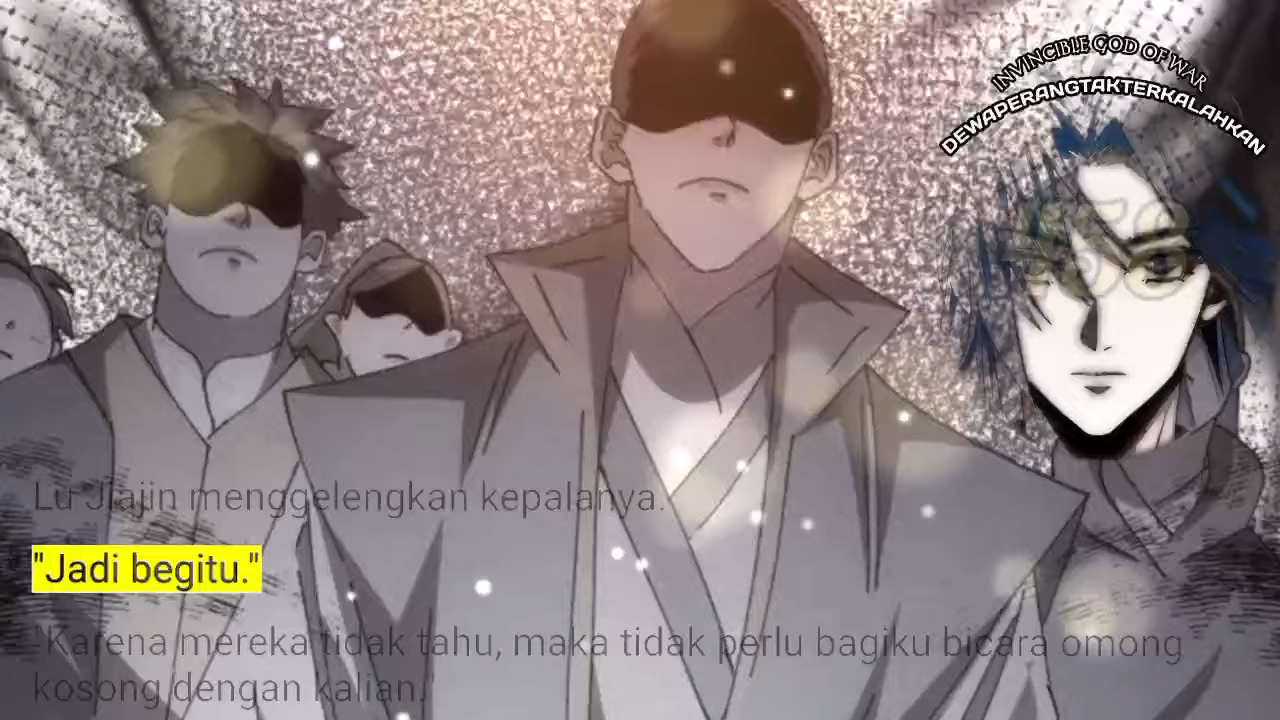 INVINCIBLE GOD OF WAR
DEWAPERANGTAKTERKALAHKAN
Lu Jiajin menggelengkan kepalanya.
"Jadi begitu."
"Karena mereka tidak tahu, maka tidak perlu bagiku bicara omong
kosong dengan kalian."